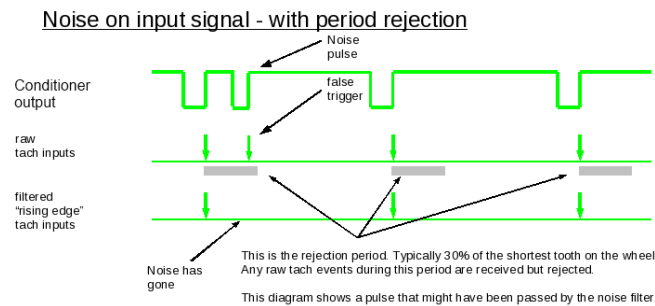 Noise on input signal - with period rejection
Noise
pulse
Conditioner
output
false
trigger
raw
tach inputs
filtered
"rising edge"
tach inputs
This is the rejection period. Typically 30% of the shortest tooth on the wheel
Any raw tach events during this period are received but rejected.
Noise has
gone
This diagram shows a pulse that might have been passed by the noise filter